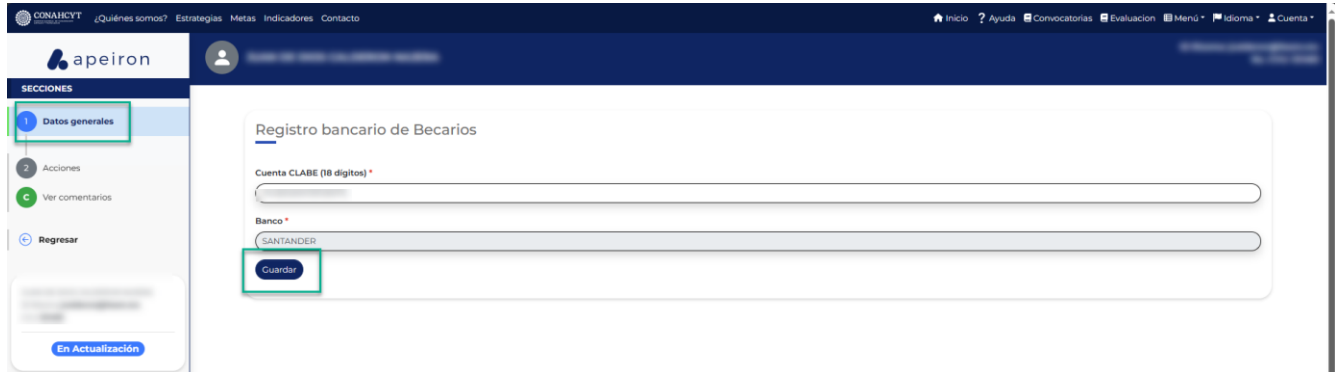 CONAHCYT ¿Quiénes somos? Estrategias Metas Indicadores Contacto Inicio ? Ayuda Convocatorias Evaluacion Menú Idioma Cuenta
apeiron
SECCIONES
1 Datos generales
2 Acciones
C Ver comentarios
Regresar
En Actualización
Registro bancario de Becarios
Cuenta CLABE (18 dígitos) *
Banco *
SANTANDER
Guardar